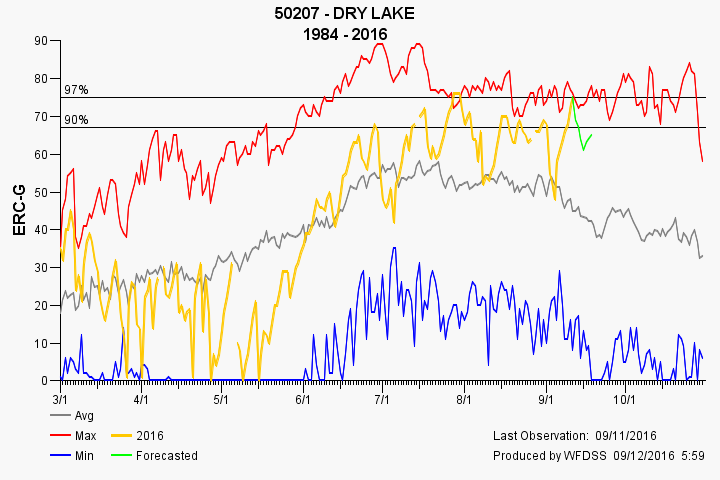 50207 - DRY LAKE
1984 - 2016
90
80
97%
70
90%
60
50
ERC-G
40
30
20
10
0
3/1 4/1 5/1 6/1 7/1 8/1 9/1 10/1
Avg
Max 2016 Last Observation: 09/11/2016
Min Forecasted Produced by WFDSS 09/12/2016 5:59